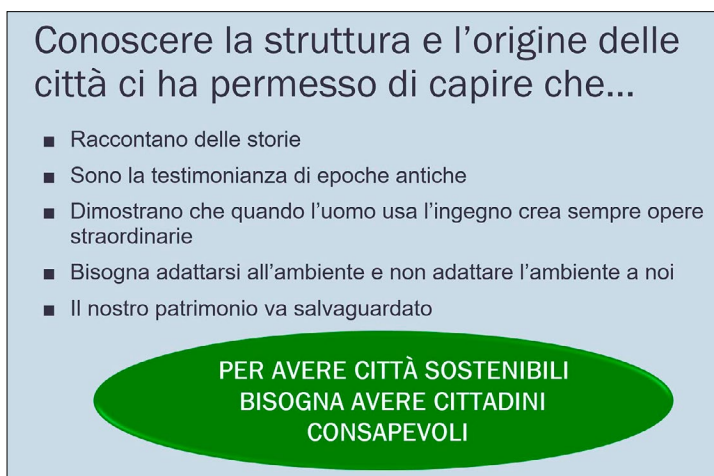 Conoscere la struttura e l’origine delle
città ci ha permesso di capire che...
■ Raccontano delle storie
■ Sono la testimonianza di epoche antiche
■ Dimostrano che quando l’uomo usa l’ingegno crea sempre opere
straordinarie
■ Bisogna adattarsi all’ambiente e non adattare l’ambiente a noi
■ Il nostro patrimonio va salvaguardato
PER AVERE CITTÀ SOSTENIBILI
BISOGNA AVERE CITTADINI
CONSAPEVOLI